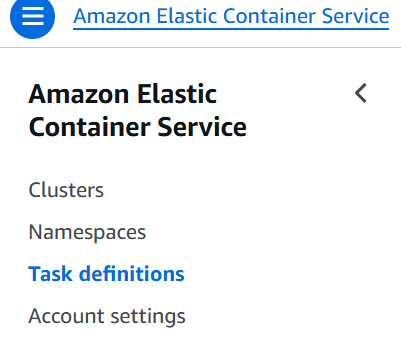 Amazon Elastic Container Service
Amazon Elastic
Container Service
Clusters
Namespaces
Task definitions
Account settings